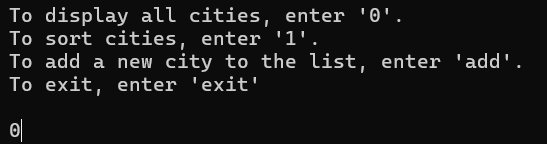 To display all cities, enter '0'.
To sort cities, enter '1'.
To add a new city to the list, enter 'add'.
To exit, enter 'exit'
0